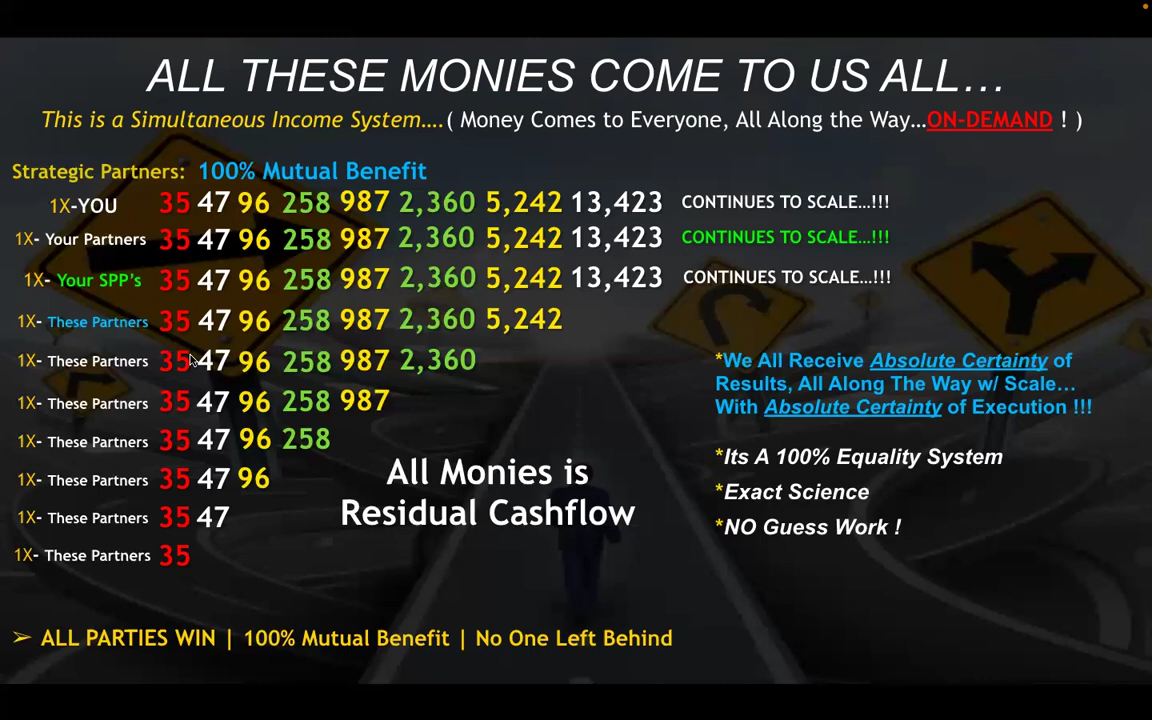 ALL THESE MONIES COME TO US ALL…
This is a Simultaneous Income System….( Money Comes to Everyone, All Along the Way…ON-DEMAND ! )
Strategic Partners: 100% Mutual Benefit
1X-YOU 35 47 96 258 987 2,360 5,242 13,423 CONTINUES TO SCALE…!!!
1X- Your Partners 35 47 96 258 987 2,360 5,242 13,423 CONTINUES TO SCALE…!!!
1X- Your SPP's 35 47 96 258 987 2,360 5,242 13,423 CONTINUES TO SCALE…!!!
1X- These Partners 35 47 96 258 987 2,360 5,242
1X- These Partners 35 47 96 258 987 2,360
1X- These Partners 35 47 96 258 987
1X- These Partners 35 47 96 258
1X- These Partners 35 47 96
1X- These Partners 35 47
1X- These Partners 35
All Monies is
Residual Cashflow
*We All Receive Absolute Certainty of
Results, All Along The Way w/ Scale…
With Absolute Certainty of Execution !!!
*Its A 100% Equality System
*Exact Science
*NO Guess Work !
➢ ALL PARTIES WIN | 100% Mutual Benefit | No One Left Behind